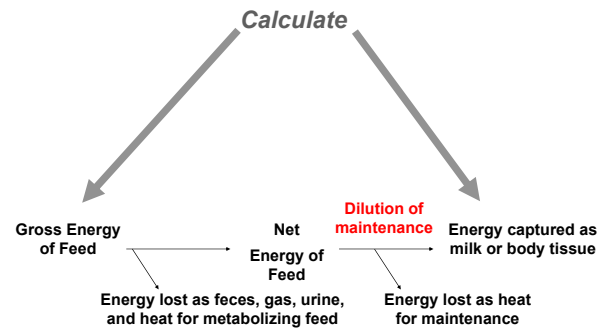 Calculate
Gross Energy
of Feed
Net
Energy of
Feed
Dilution of
maintenance
Energy captured as
milk or body tissue
Energy lost as feces, gas, urine,
and heat for metabolizing feed
Energy lost as heat
for maintenance